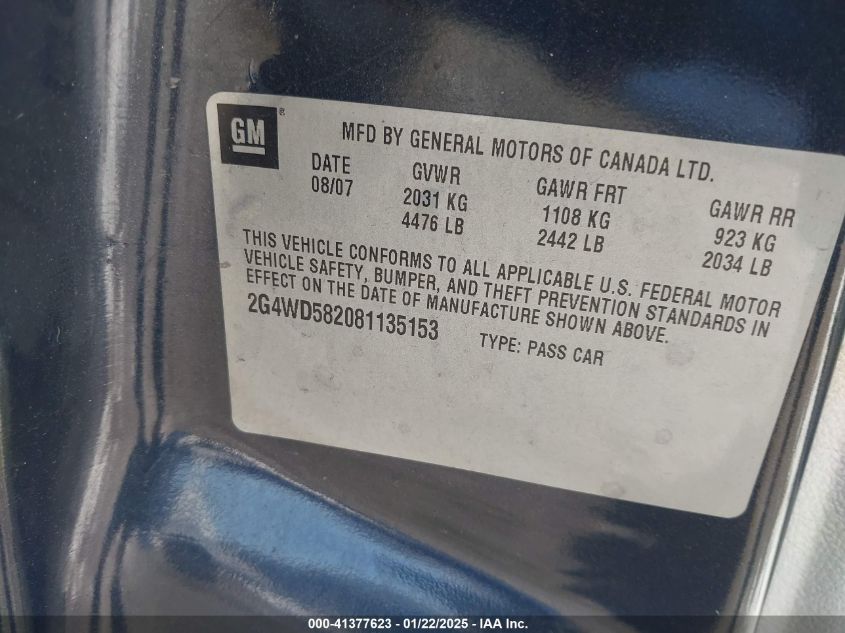 GM ®
MFD BY GENERAL MOTORS OF CANADA LTD.
DATE GVWR GAWR FRT GAWR RR
08/07 2031 KG 1108 KG 923 KG
4476 LB 2442 LB 2034 LB
THIS VEHICLE CONFORMS TO ALL APPLICABLE U.S. FEDERAL MOTOR
VEHICLE SAFETY, BUMPER, AND THEFT PREVENTION STANDARDS IN
EFFECT ON THE DATE OF MANUFACTURE SHOWN ABOVE.
2G4WD582081135153 TYPE: PASS CAR
000-41377623 / 01/22/2025 / IAA Inc.